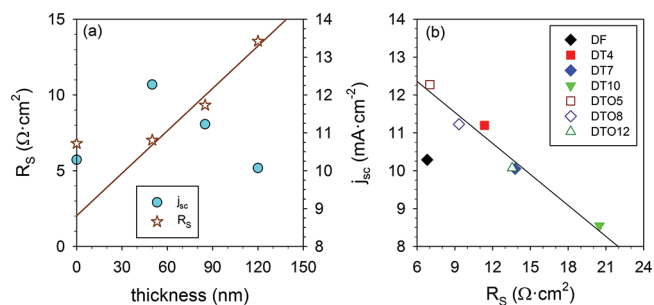 (a)
15
10
5
0
R_S (Ω·cm²)
14
13
12
11
10
9
8
j_sc (mA·cm⁻²)
j_sc
R_S
0 30 60 90 120 150
thickness (nm)
(b)
14
13
12
11
10
9
8
DF
DT4
DT7
DT10
DTO5
DTO8
DTO12
6 9 12 15 18 21 24
R_S (Ω·cm²)